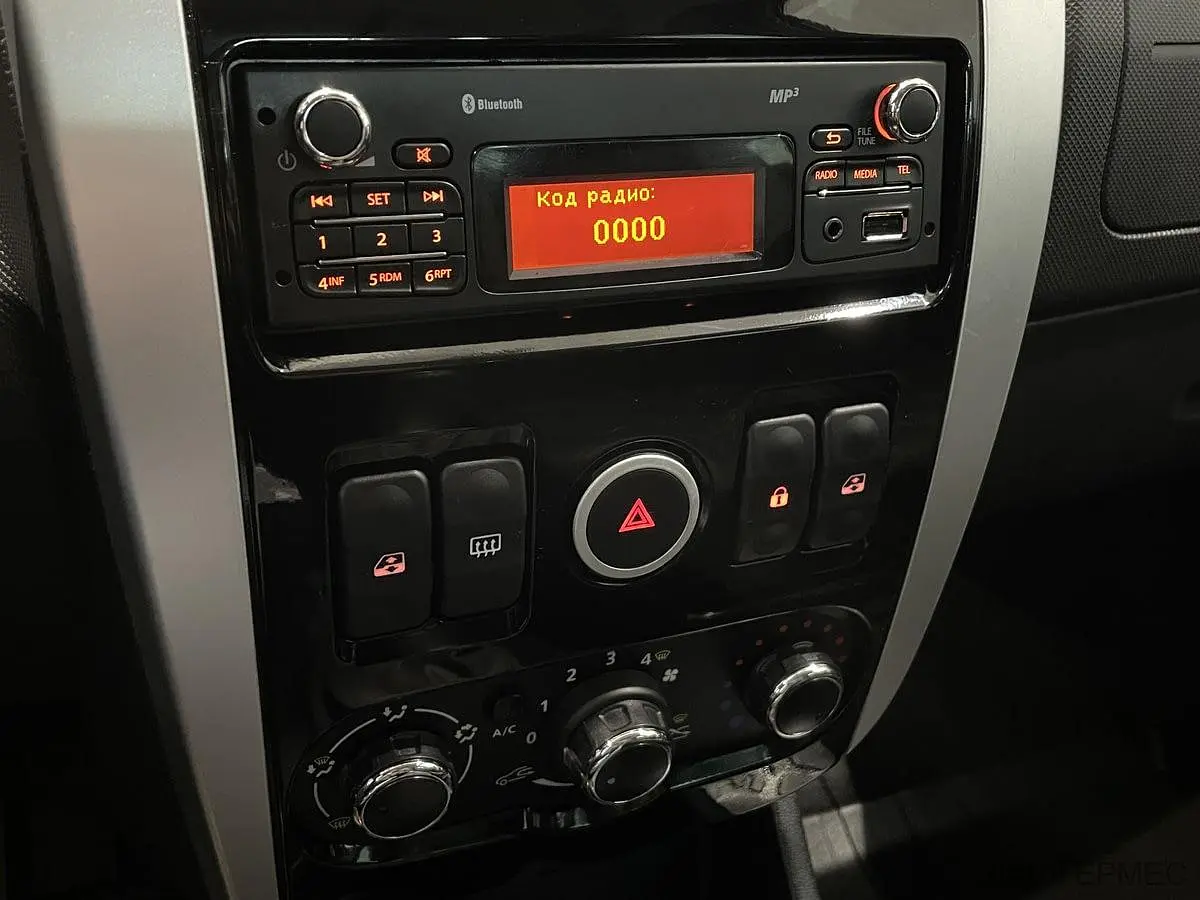 Bluetooth
MP3
FILE
TUNE
RADIO
MEDIA
TEL
SET
Код радио:
0000
1
2
3
4INF
5RDM
6RPT
0
1
2
3
4
A/C